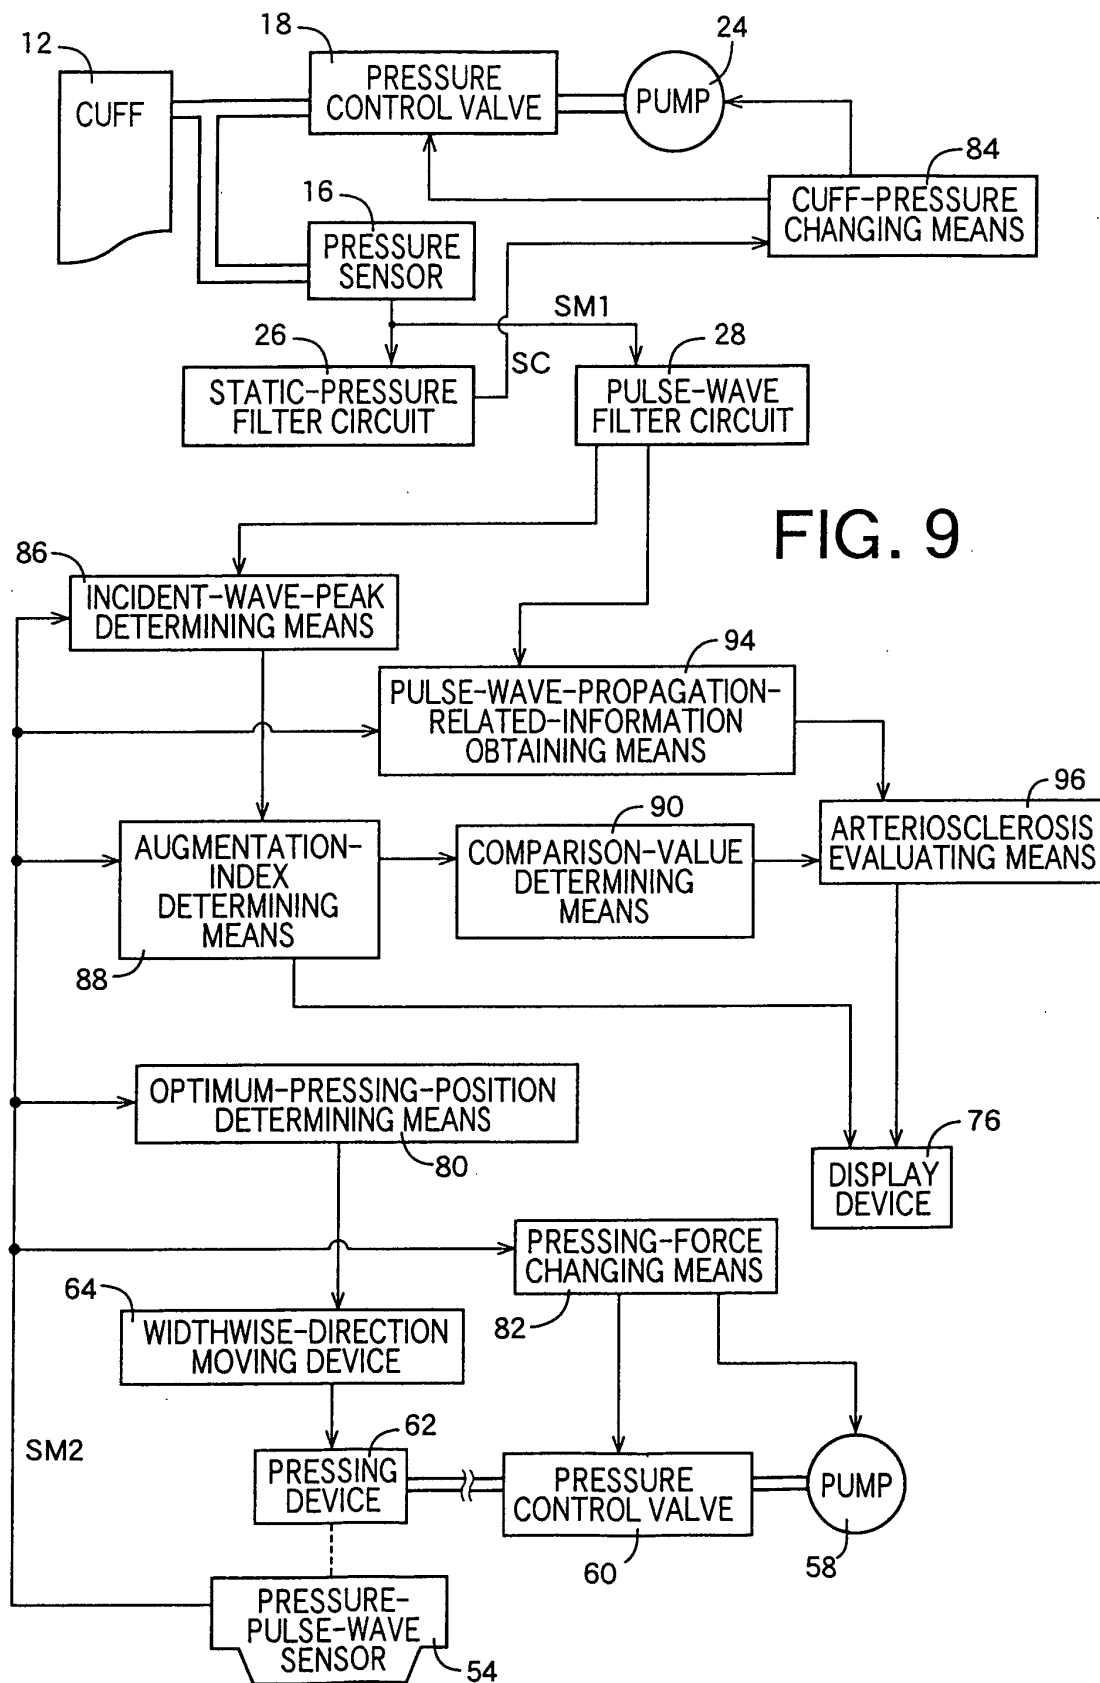 12
18
24
CUFF
PRESSURE
CONTROL VALVE
PUMP
84
16
CUFF-PRESSURE
CHANGING MEANS
PRESSURE
SENSOR
SM1
26
SC
28
STATIC-PRESSURE
FILTER CIRCUIT
PULSE-WAVE
FILTER CIRCUIT
FIG. 9
86
INCIDENT-WAVE-PEAK
DETERMINING MEANS
94
PULSE-WAVE-PROPAGATION-
RELATED-INFORMATION
OBTAINING MEANS
96
90
ARTERIOSCLEROSIS
EVALUATING MEANS
AUGMENTATION-
INDEX
DETERMINING
MEANS
COMPARISON-VALUE
DETERMINING
MEANS
88
OPTIMUM-PRESSING-POSITION
DETERMINING MEANS
80
76
DISPLAY
DEVICE
PRESSING-FORCE
CHANGING MEANS
64
82
WIDTHWISE-DIRECTION
MOVING DEVICE
SM2
62
PRESSING
DEVICE
PRESSURE
CONTROL VALVE
PUMP
60
58
PRESSURE-
PULSE-WAVE
SENSOR
54